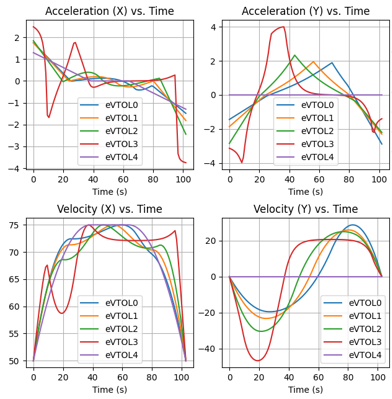 Acceleration (X) vs. Time
Acceleration (Y) vs. Time
2
1
0
−1
−2
−3
−4
0 20 40 60 80 100
Time (s)
eVTOL0
eVTOL1
eVTOL2
eVTOL3
eVTOL4
4
2
0
−2
−4
0 20 40 60 80 100
Time (s)
eVTOL0
eVTOL1
eVTOL2
eVTOL3
eVTOL4
Velocity (X) vs. Time
Velocity (Y) vs. Time
75
70
65
60
55
50
0 20 40 60 80 100
Time (s)
eVTOL0
eVTOL1
eVTOL2
eVTOL3
eVTOL4
20
0
−20
−40
0 20 40 60 80 100
Time (s)
eVTOL0
eVTOL1
eVTOL2
eVTOL3
eVTOL4